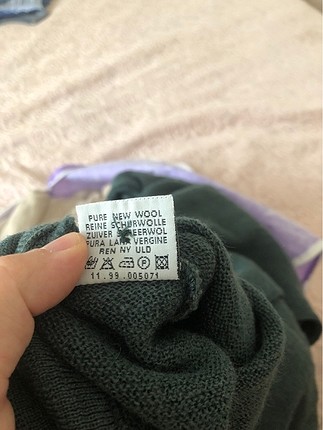 PURE NEW WOOL
REINE SCHURWOLLE
ZUIVER SCHEERWOL
PURA LANA VERGINE
REN NY ULD
P
11.99.005071